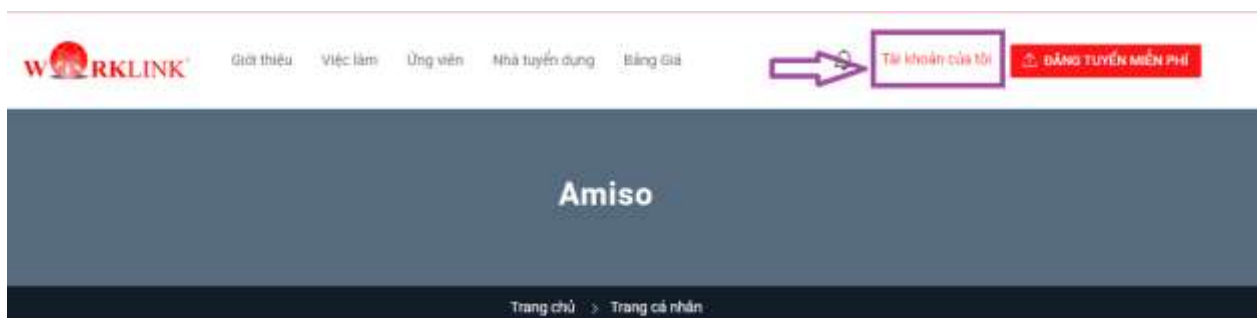 WORKLINK Giới thiệu Việc làm Ứng viên Nhà tuyển dụng Bảng Giá Tài khoản của tôi ĐĂNG TUYỂN MIỄN PHÍ
Amiso
Trang chủ > Trang cá nhân